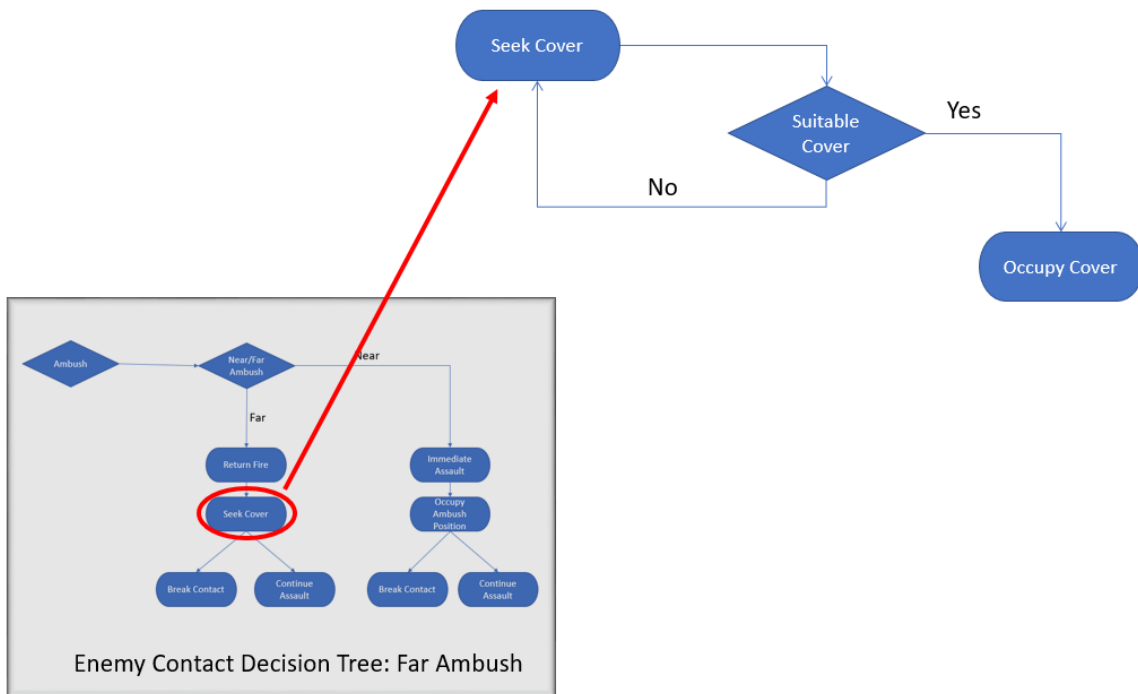 Seek Cover
Suitable
Cover
Yes
No
Occupy Cover
Ambush
Near/Far
Ambush
Near
Far
Return Fire
Immediate
Assault
Seek Cover
Occupy
Ambush
Position
Break Contact
Continue
Assault
Break Contact
Continue
Assault
Enemy Contact Decision Tree: Far Ambush